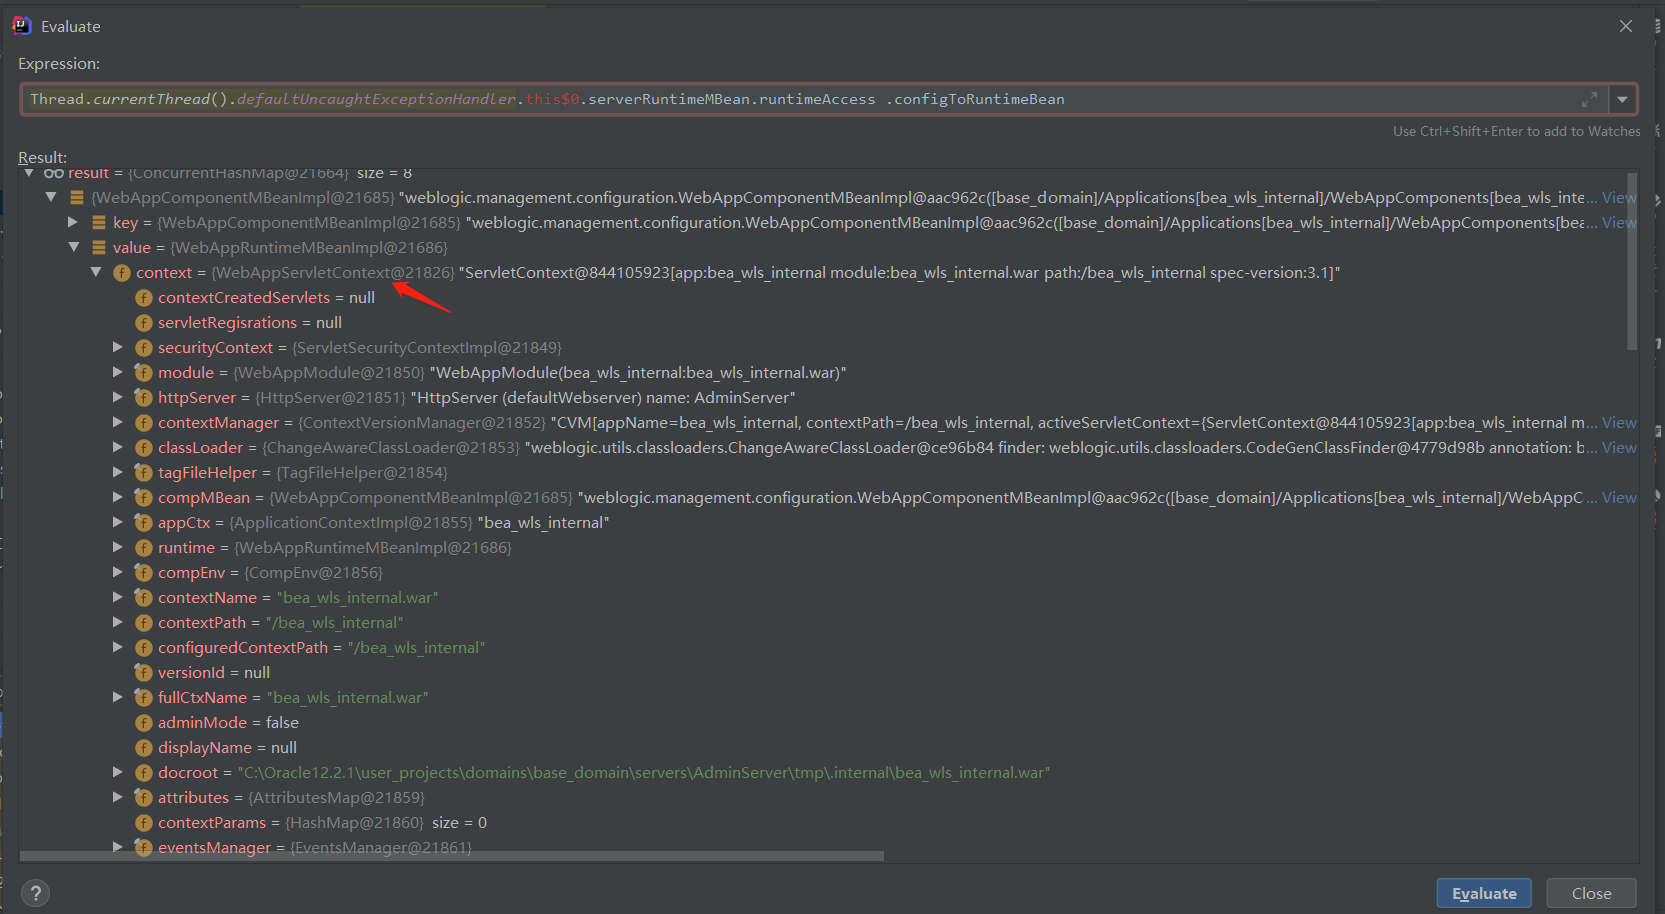 Evaluate
Expression:
Thread.currentThread().defaultUncaughtExceptionHandler.this$0.serverRuntimeMBean.runtimeAccess .configToRuntimeBean
Use Ctrl+Shift+Enter to add to Watches
Result:
result = {ConcurrentHashMap@21664} size = 8
{WebAppComponentMBeanImpl@21685} "weblogic.management.configuration.WebAppComponentMBeanImpl@aac962c([base_domain]/Applications[bea_wls_internal]/WebAppComponents[bea_wls_inte... View
key = {WebAppComponentMBeanImpl@21685} "weblogic.management.configuration.WebAppComponentMBeanImpl@aac962c([base_domain]/Applications[bea_wls_internal]/WebAppComponents[bea... View
value = {WebAppRuntimeMBeanImpl@21686}
context = {WebAppServletContext@21826} "ServletContext@844105923[app:bea_wls_internal module:bea_wls_internal.war path:/bea_wls_internal spec-version:3.1]"
contextCreatedServlets = null
servletRegisrations = null
securityContext = {ServletSecurityContextImpl@21849}
module = {WebAppModule@21850} "WebAppModule(bea_wls_internal:bea_wls_internal.war)"
httpServer = {HttpServer@21851} "HttpServer (defaultWebserver) name: AdminServer"
contextManager = {ContextVersionManager@21852} "CVM[appName=bea_wls_internal, contextPath=/bea_wls_internal, activeServletContext={ServletContext@844105923[app:bea_wls_internal m... View
classLoader = {ChangeAwareClassLoader@21853} "weblogic.utils.classloaders.ChangeAwareClassLoader@ce96b84 finder: weblogic.utils.classloaders.CodeGenClassFinder@4779d98b annotation: b... View
tagFileHelper = {TagFileHelper@21854}
compMBean = {WebAppComponentMBeanImpl@21685} "weblogic.management.configuration.WebAppComponentMBeanImpl@aac962c([base_domain]/Applications[bea_wls_internal]/WebAppC... View
appCtx = {ApplicationContextImpl@21855} "bea_wls_internal"
runtime = {WebAppRuntimeMBeanImpl@21686}
compEnv = {CompEnv@21856}
contextName = "bea_wls_internal.war"
contextPath = "/bea_wls_internal"
configuredContextPath = "/bea_wls_internal"
versionId = null
fullCtxName = "bea_wls_internal.war"
adminMode = false
displayName = null
docroot = "C:\Oracle12.2.1\user_projects\domains\base_domain\servers\AdminServer\tmp\.internal\bea_wls_internal.war"
attributes = {AttributesMap@21859}
contextParams = {HashMap@21860} size = 0
eventsManager = {EventsManager@21861}
?
Evaluate
Close